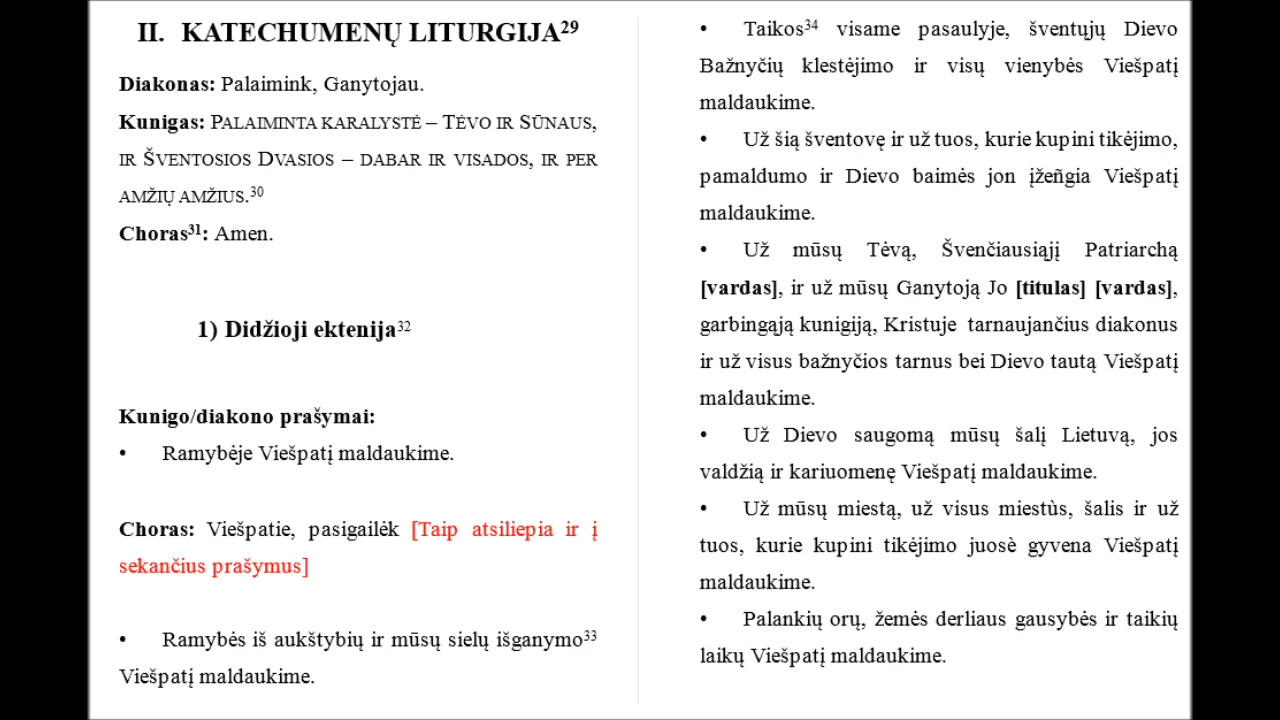 II. KATECHUMENŲ LITURGIJA²⁹
Diakonas: Palaimink, Ganytojau.
Kunigas: PALAIMINTA KARALYSTĖ – TĖVO IR SŪNAUS,
IR ŠVENTOSIOS DVASIOS – DABAR IR VISADOS, IR PER
AMŽIŲ AMŽIUS.³⁰
Choras³¹: Amen.
1) Didžioji ektenija³²
Kunigo/diakono prašymai:
• Ramybėje Viešpatį maldaukime.
Choras: Viešpatie, pasigailėk [Taip atsiliepia ir į
sekančius prašymus]
• Ramybės iš aukštybių ir mūsų sielų išganymo³³
Viešpatį maldaukime.
• Taikos³⁴ visame pasaulyje, šventųjų Dievo
Bažnyčių klestėjimo ir visų vienybės Viešpatį
maldaukime.
• Už šią šventovę ir už tuos, kurie kupini tikėjimo,
pamaldumo ir Dievo baimės jon įžeñgia Viešpatį
maldaukime.
• Už mūsų Tėvą, Švenčiausiąjį Patriarchą
[vardas], ir už mūsų Ganytoją Jo [titulas] [vardas],
garbingąją kunigiją, Kristuje tarnaujančius diakonus
ir už visus bažnyčios tarnus bei Dievo tautą Viešpatį
maldaukime.
• Už Dievo saugomą mūsų šalį Lietuvą, jos
valdžią ir kariuomenę Viešpatį maldaukime.
• Už mūsų miestą, už visus miestùs, šalis ir už
tuos, kurie kupini tikėjimo juosè gyvena Viešpatį
maldaukime.
• Palankių orų, žemės derliaus gausybės ir taikių
laikų Viešpatį maldaukime.